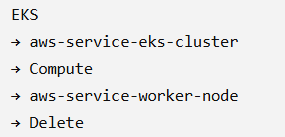 EKS
→ aws-service-eks-cluster
→ Compute
→ aws-service-worker-node
→ Delete